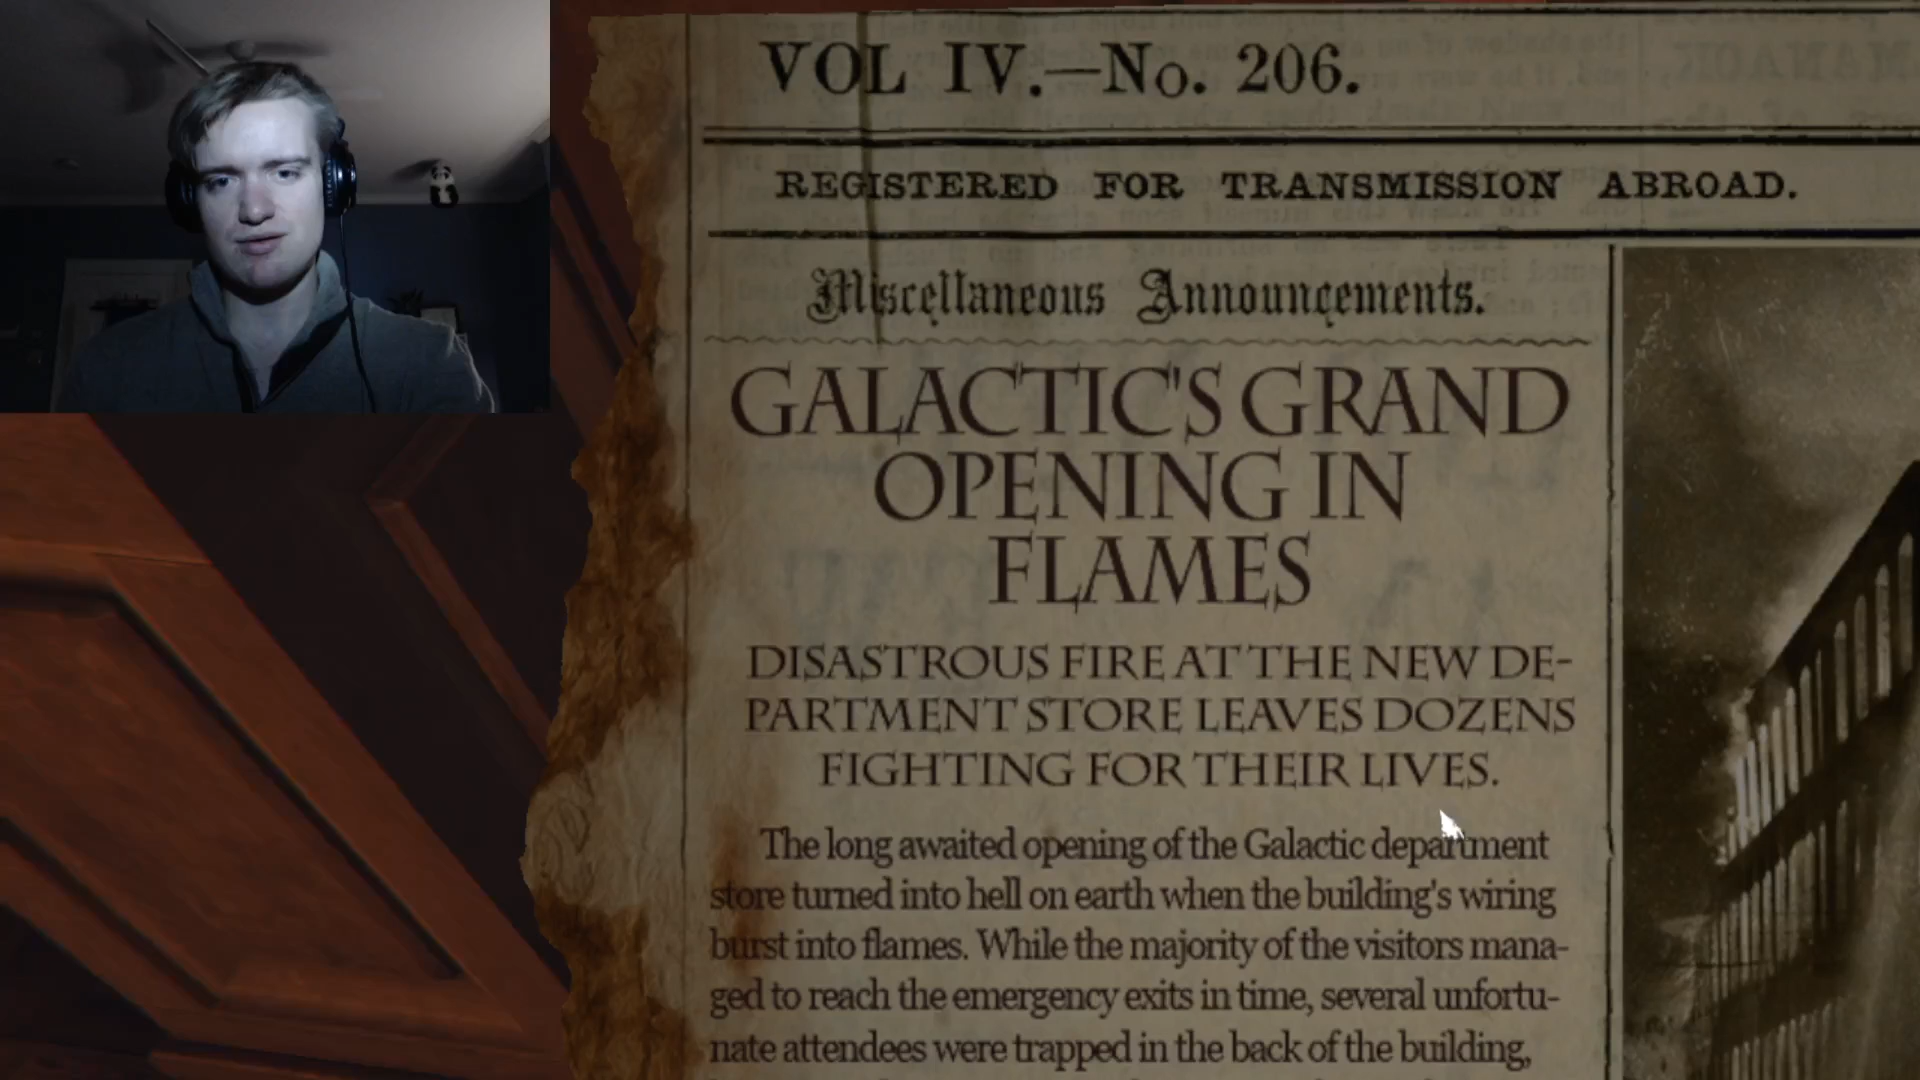 VOL IV.—No. 206.
REGISTERED FOR TRANSMISSION ABROAD.
Miscellaneous Announcements.
GALACTIC'S GRAND
OPENING IN
FLAMES
DISASTROUS FIRE AT THE NEW DE-
PARTMENT STORE LEAVES DOZENS
FIGHTING FOR THEIR LIVES.
The long awaited opening of the Galactic department
store turned into hell on earth when the building's wiring
burst into flames. While the majority of the visitors mana-
ged to reach the emergency exits in time, several unfortu-
nate attendees were trapped in the back of the building,